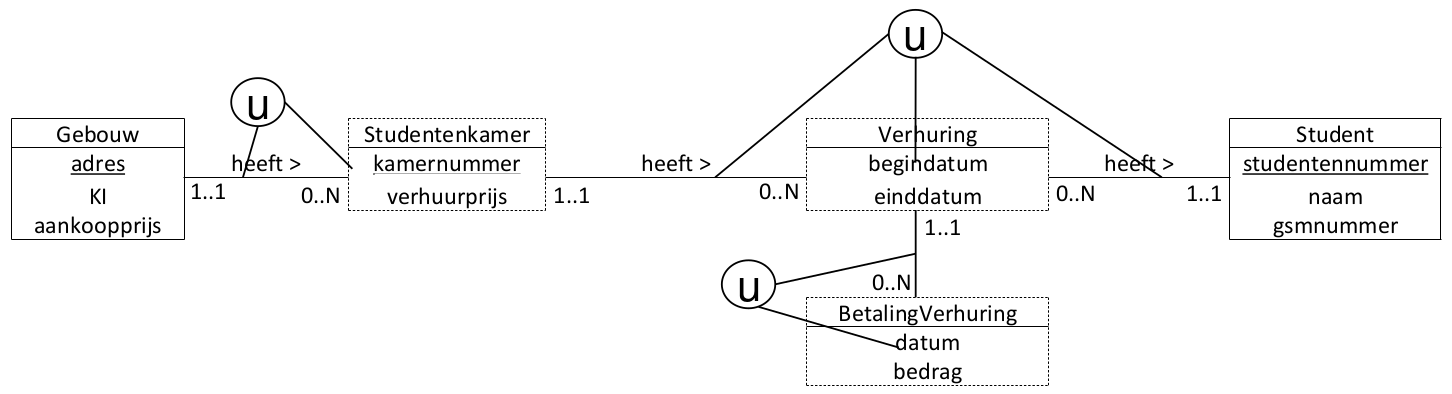 u
u
Gebouw
adres
KI
aankoopprijs
heeft >
1..1
0..N
Studentenkamer
kamernummer
verhuurprijs
heeft >
1..1
0..N
Verhuring
begindatum
einddatum
heeft >
0..N
1..1
Student
studentennummer
naam
gsmnummer
1..1
u
0..N
BetalingVerhuring
datum
bedrag